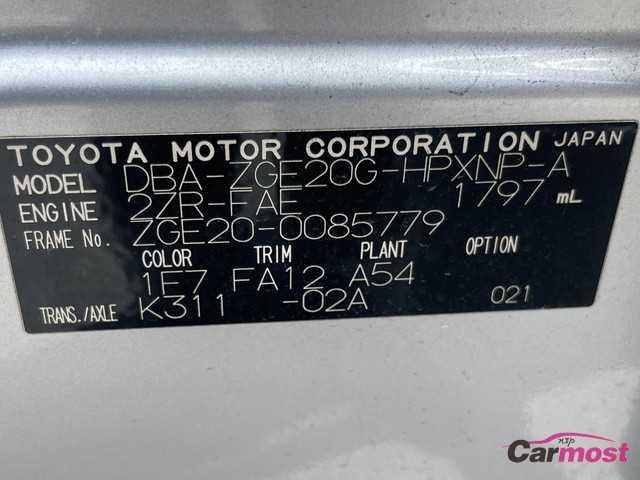 TOYOTA MOTOR CORPORATION JAPAN
MODEL DBA-ZGE20G-HPXNP-A
ENGINE 2ZR-FAE 1797 mL
FRAME No. ZGE20-0085779
COLOR TRIM PLANT OPTION
1E7 FA12 A54
TRANS./AXLE K311 -02A 021
nxp
Carmost